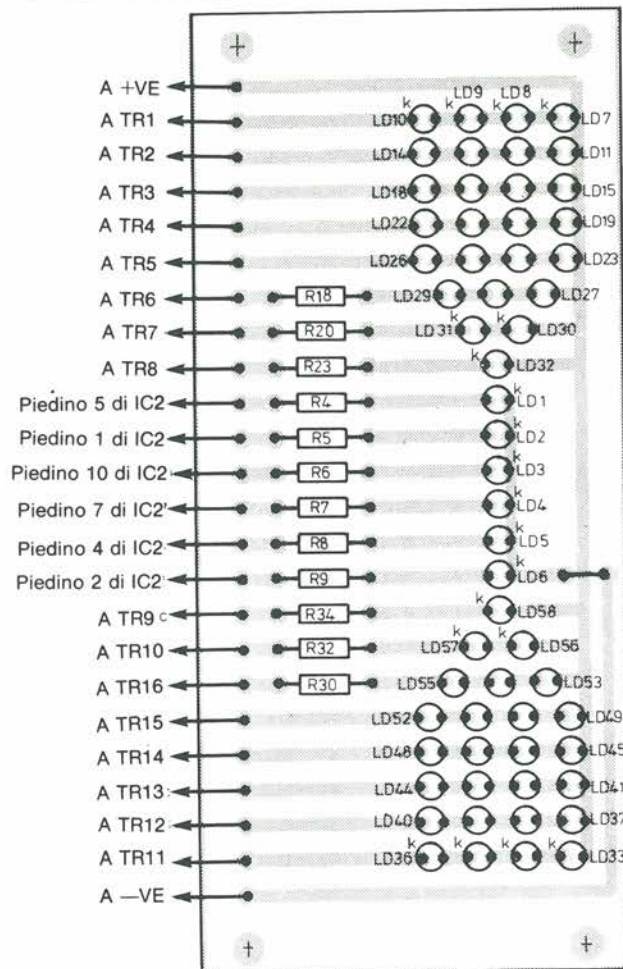 LD9 LD8
A +VE
A TR1 LD10 k k k k LD7
A TR2 LD14 LD11
A TR3 LD18 LD15
A TR4 LD22 LD19
A TR5 LD26 LD23
A TR6 R18 LD29 LD27
A TR7 R20 LD31 k k LD30
A TR8 R23 k LD32
Piedino 5 di IC2 R4 k LD1
Piedino 1 di IC2 R5 k LD2
Piedino 10 di IC2 R6 k LD3
Piedino 7 di IC2 R7 k LD4
Piedino 4 di IC2 R8 k LD5
Piedino 2 di IC2 R9 k LD6
A TR9 c R34 k LD58
A TR10 R32 LD57 k k LD56
A TR16 R30 LD55 LD53
A TR15 LD52 LD49
A TR14 LD48 LD45
A TR13 LD44 LD41
A TR12 LD40 LD37
A TR11 LD36 k k k k LD33
A —VE